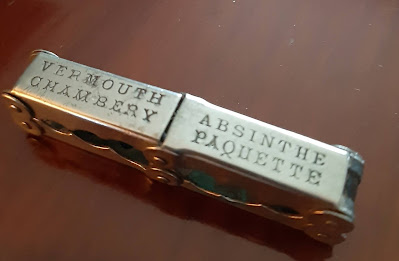 VERMOUTH
CHAMBERY
ABSINTHE
PAQUETTE